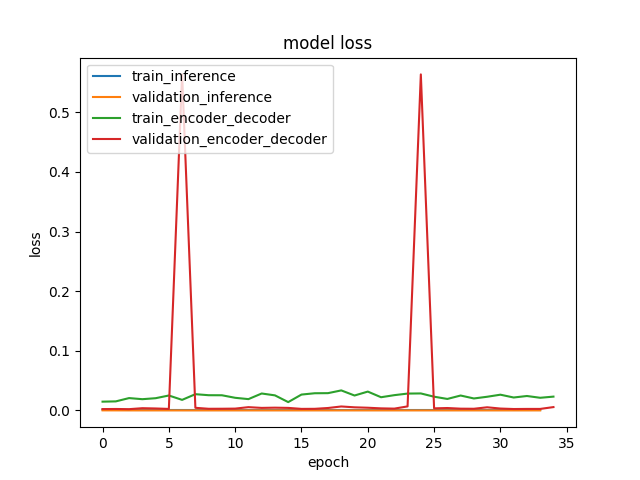 model loss
train_inference
validation_inference
train_encoder_decoder
validation_encoder_decoder
0.5
0.4
0.3
0.2
0.1
0.0
loss
0 5 10 15 20 25 30 35
epoch